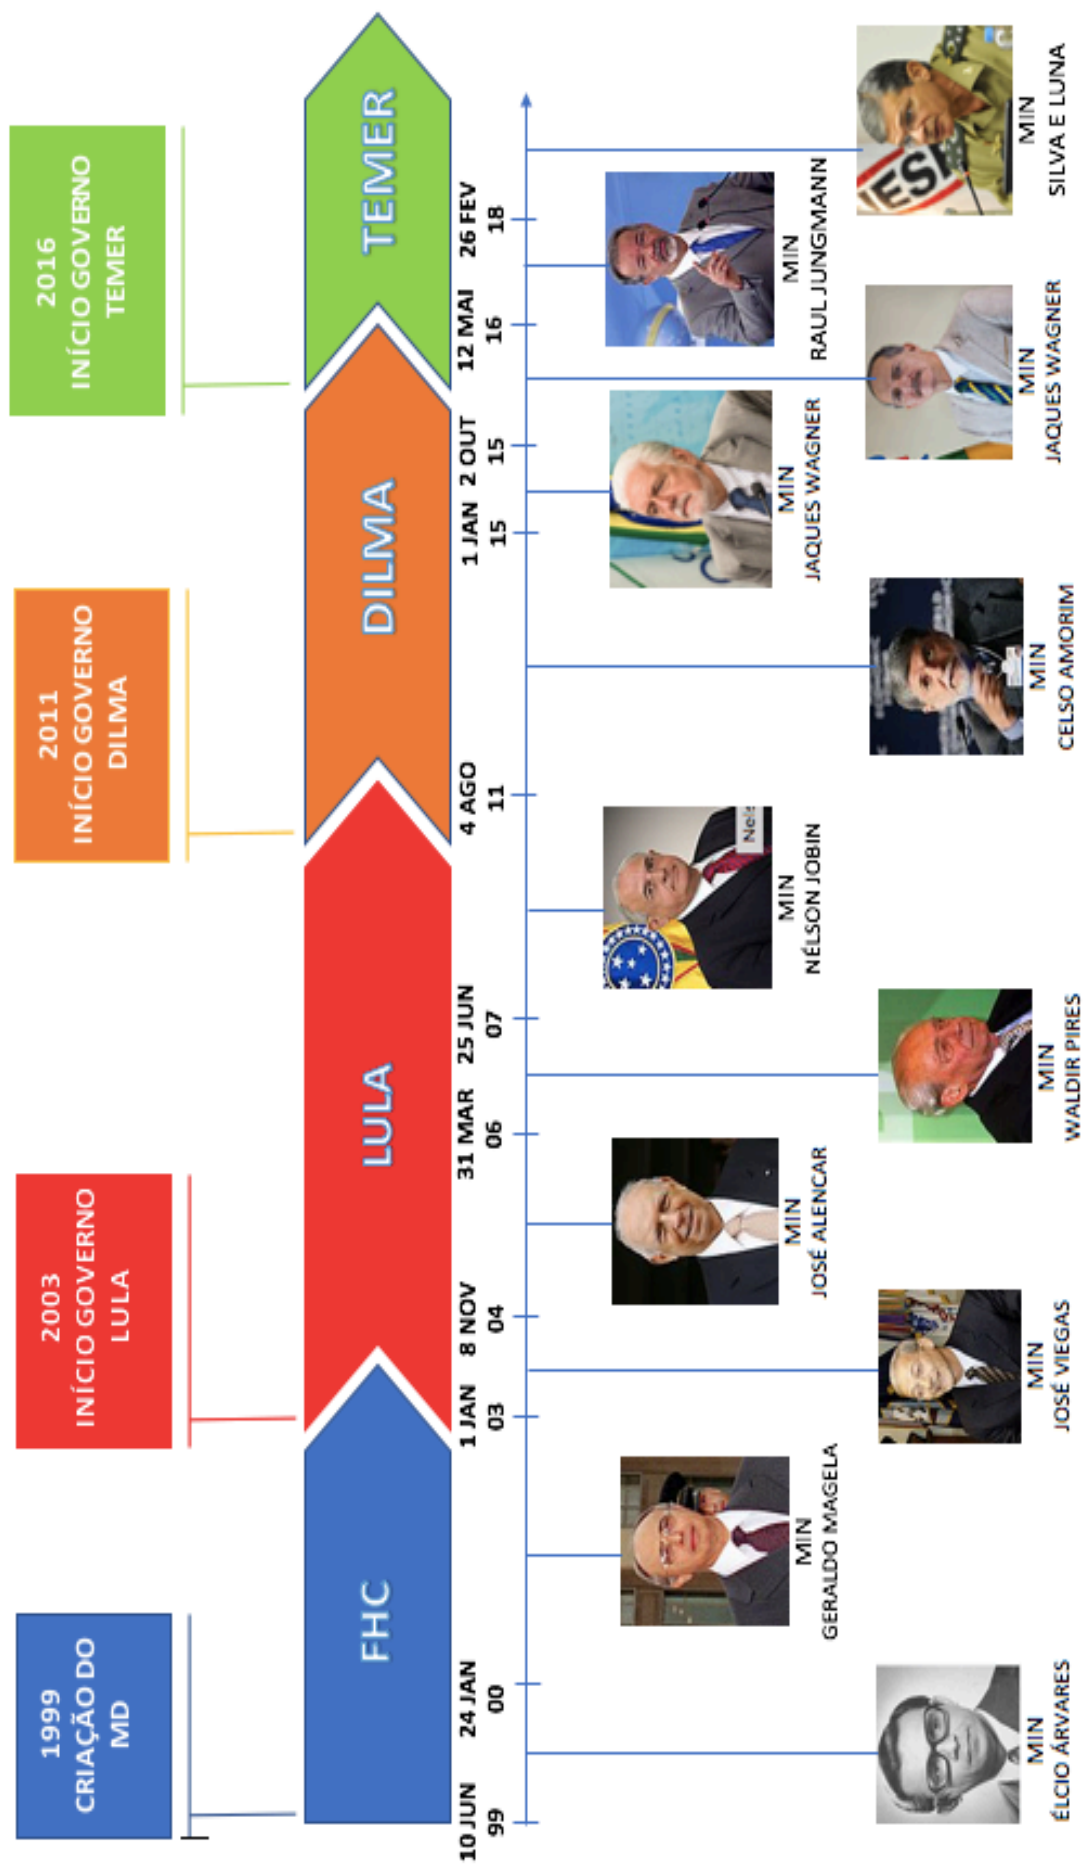 1999
CRIAÇÃO DO
MD
2003
INÍCIO GOVERNO
LULA
2011
INÍCIO GOVERNO
DILMA
2016
INÍCIO GOVERNO
TEMER
FHC
LULA
DILMA
TEMER
10 JUN
99
24 JAN
00
1 JAN
03
8 NOV
04
31 MAR
06
25 JUN
07
4 AGO
11
1 JAN
15
2 OUT
15
12 MAI
16
26 FEV
18
MIN
GERALDO MAGELA
MIN
JOSÉ ALENCAR
Nels
MIN
NÉLSON JOBIN
MIN
JAQUES WAGNER
MIN
RAUL JUNGMANN
MIN
ÉLCIO ÁRVARES
MIN
JOSÉ VIEGAS
MIN
WALDIR PIRES
MIN
CELSO AMORIM
MIN
JAQUES WAGNER
ESI
MIN
SILVA E LUNA